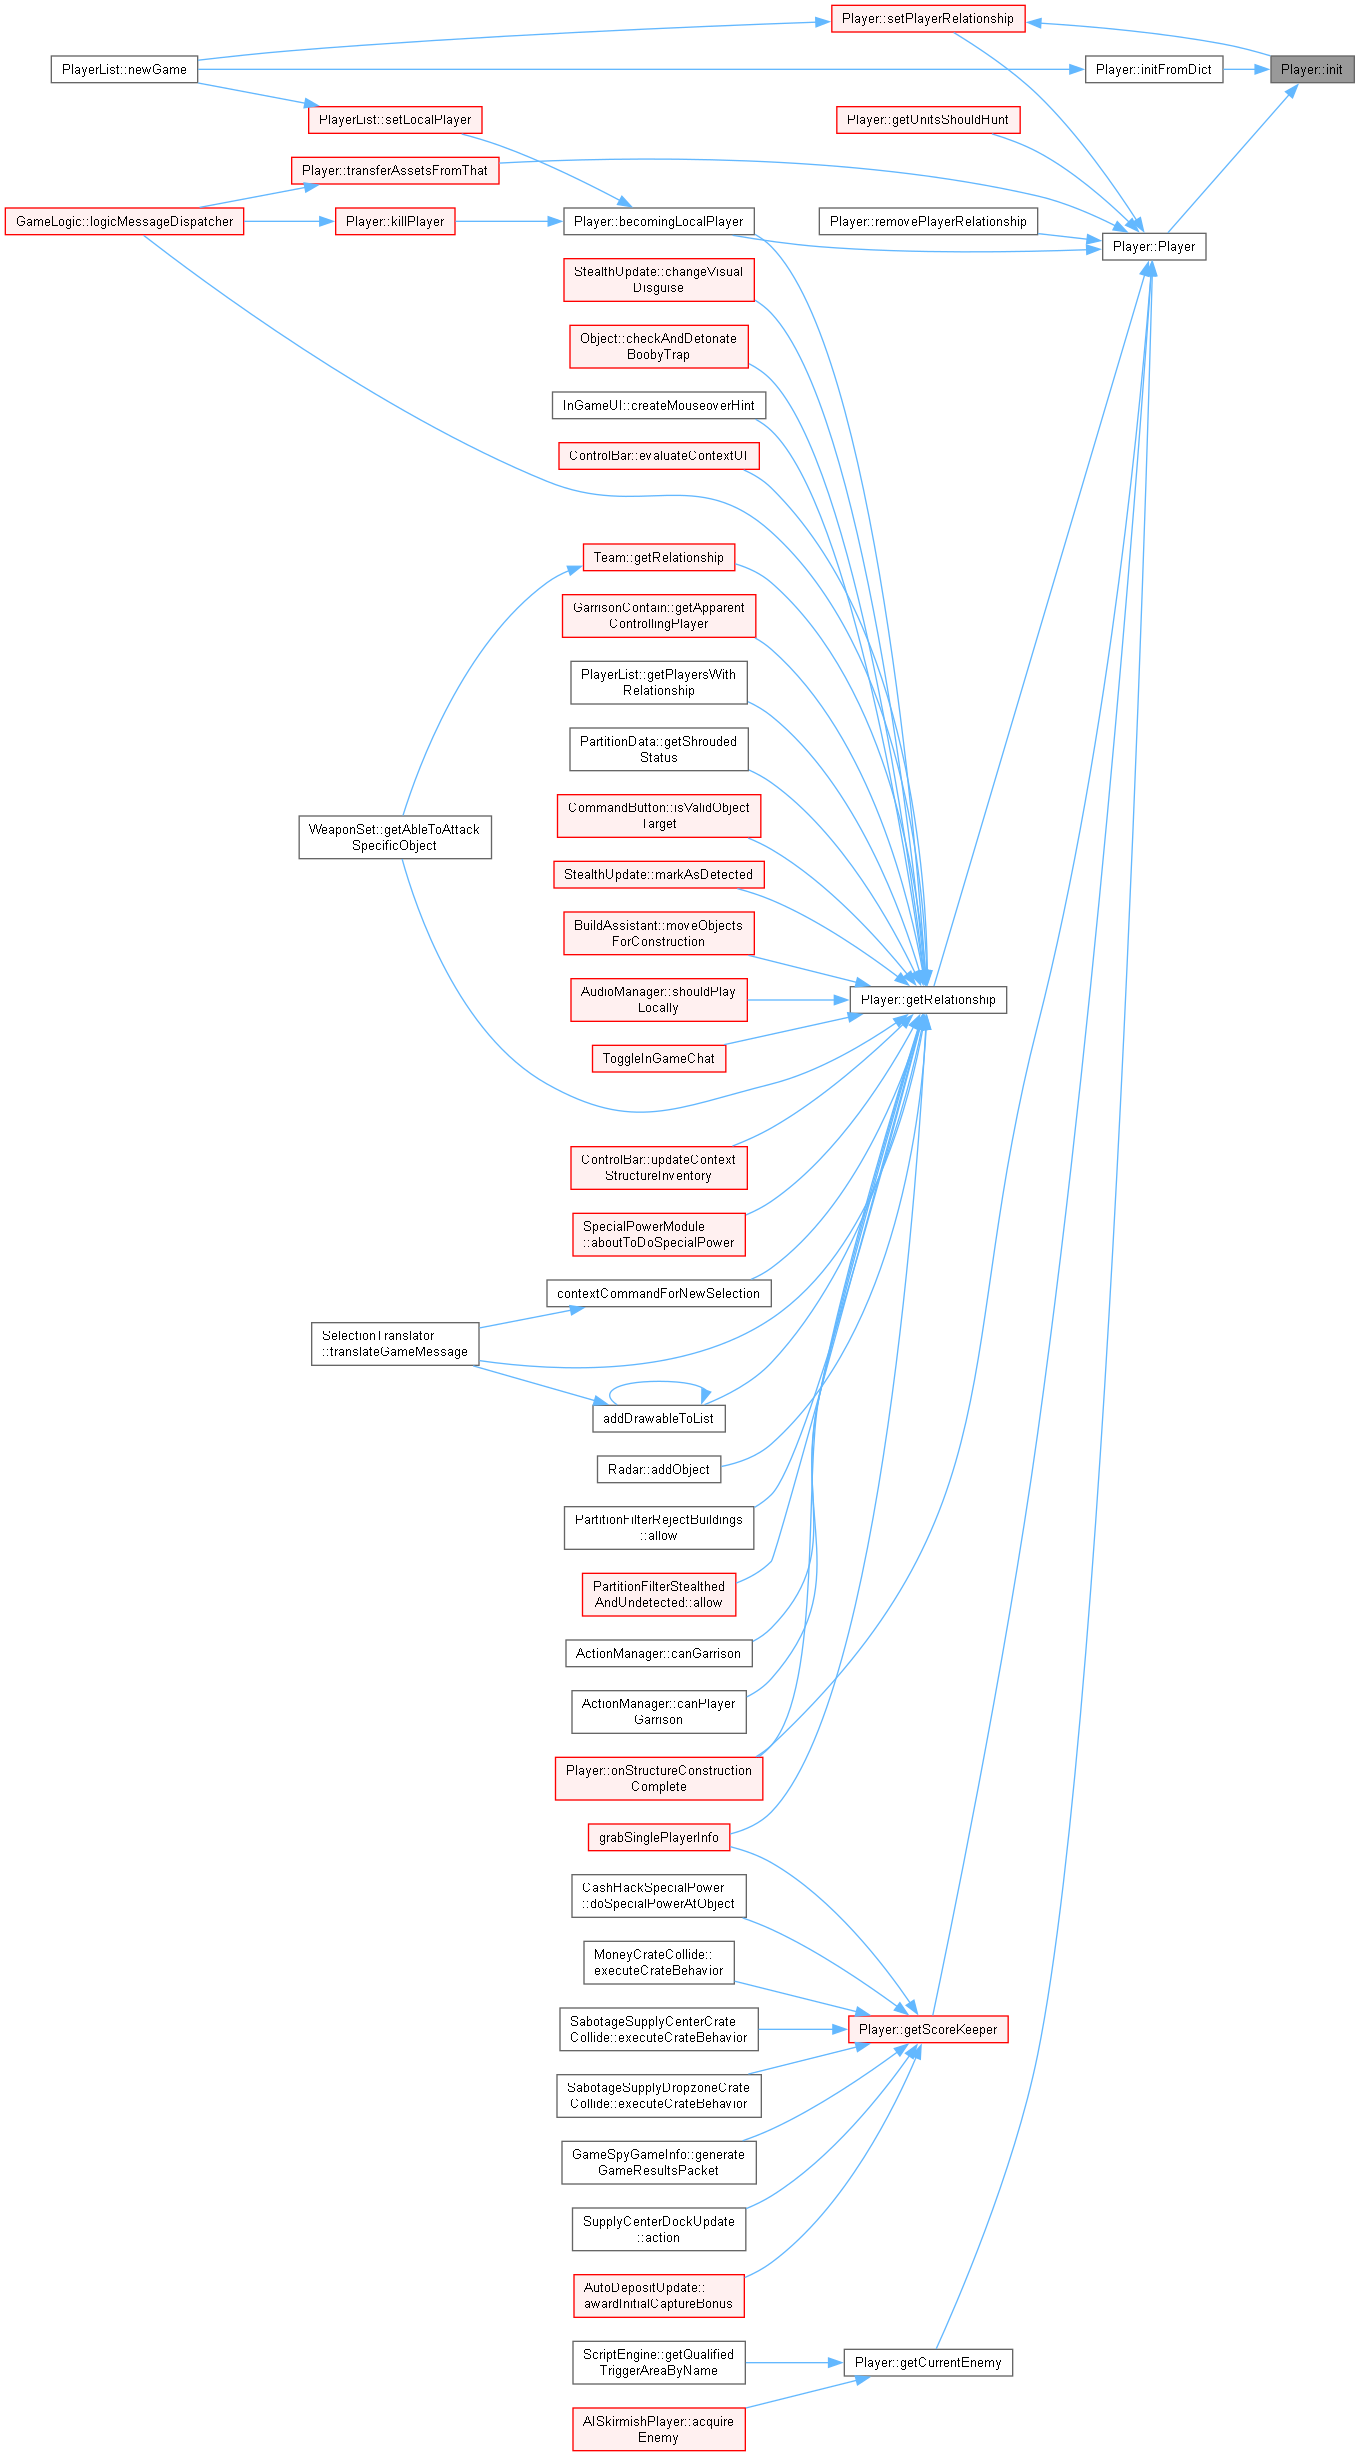 Player::setPlayerRelationship
PlayerList::newGame
Player::initFromDict
Player::init
PlayerList::setLocalPlayer
Player::getUnitsShouldHunt
Player::transferAssetsFromThat
GameLogic::logicMessageDispatcher
Player::killPlayer
Player::becomingLocalPlayer
Player::removePlayerRelationship
Player::Player
StealthUpdate::changeVisual
Disguise
Object::checkAndDetonate
BoobyTrap
InGameUI::createMouseoverHint
ControlBar::evaluateContextUI
Team::getRelationship
GarrisonContain::getApparent
ControllingPlayer
PlayerList::getPlayersWith
Relationship
PartitionData::getShrouded
Status
CommandButton::isValidObject
Target
WeaponSet::getAbleToAttack
SpecificObject
StealthUpdate::markAsDetected
BuildAssistant::moveObjects
ForConstruction
AudioManager::shouldPlay
Locally
Player::getRelationship
ToggleInGameChat
ControlBar::updateContext
StructureInventory
SpecialPowerModule
::aboutToDoSpecialPower
contextCommandForNewSelection
SelectionTranslator
::translateGameMessage
addDrawableToList
Radar::addObject
PartitionFilterRejectBuildings
::allow
PartitionFilterStealthed
AndUndetected::allow
ActionManager::canGarrison
ActionManager::canPlayer
Garrison
Player::onStructureConstruction
Complete
grabSinglePlayerInfo
CashHackSpecialPower
::doSpecialPowerAtObject
MoneyCrateCollide::
executeCrateBehavior
SabotageSupplyCenterCrate
Collide::executeCrateBehavior
Player::getScoreKeeper
SabotageSupplyDropzoneCrate
Collide::executeCrateBehavior
GameSpyGameInfo::generate
GameResultsPacket
SupplyCenterDockUpdate
::action
AutoDepositUpdate::
awardInitialCaptureBonus
ScriptEngine::getQualified
TriggerAreaByName
Player::getCurrentEnemy
AISkirmishPlayer::acquire
Enemy